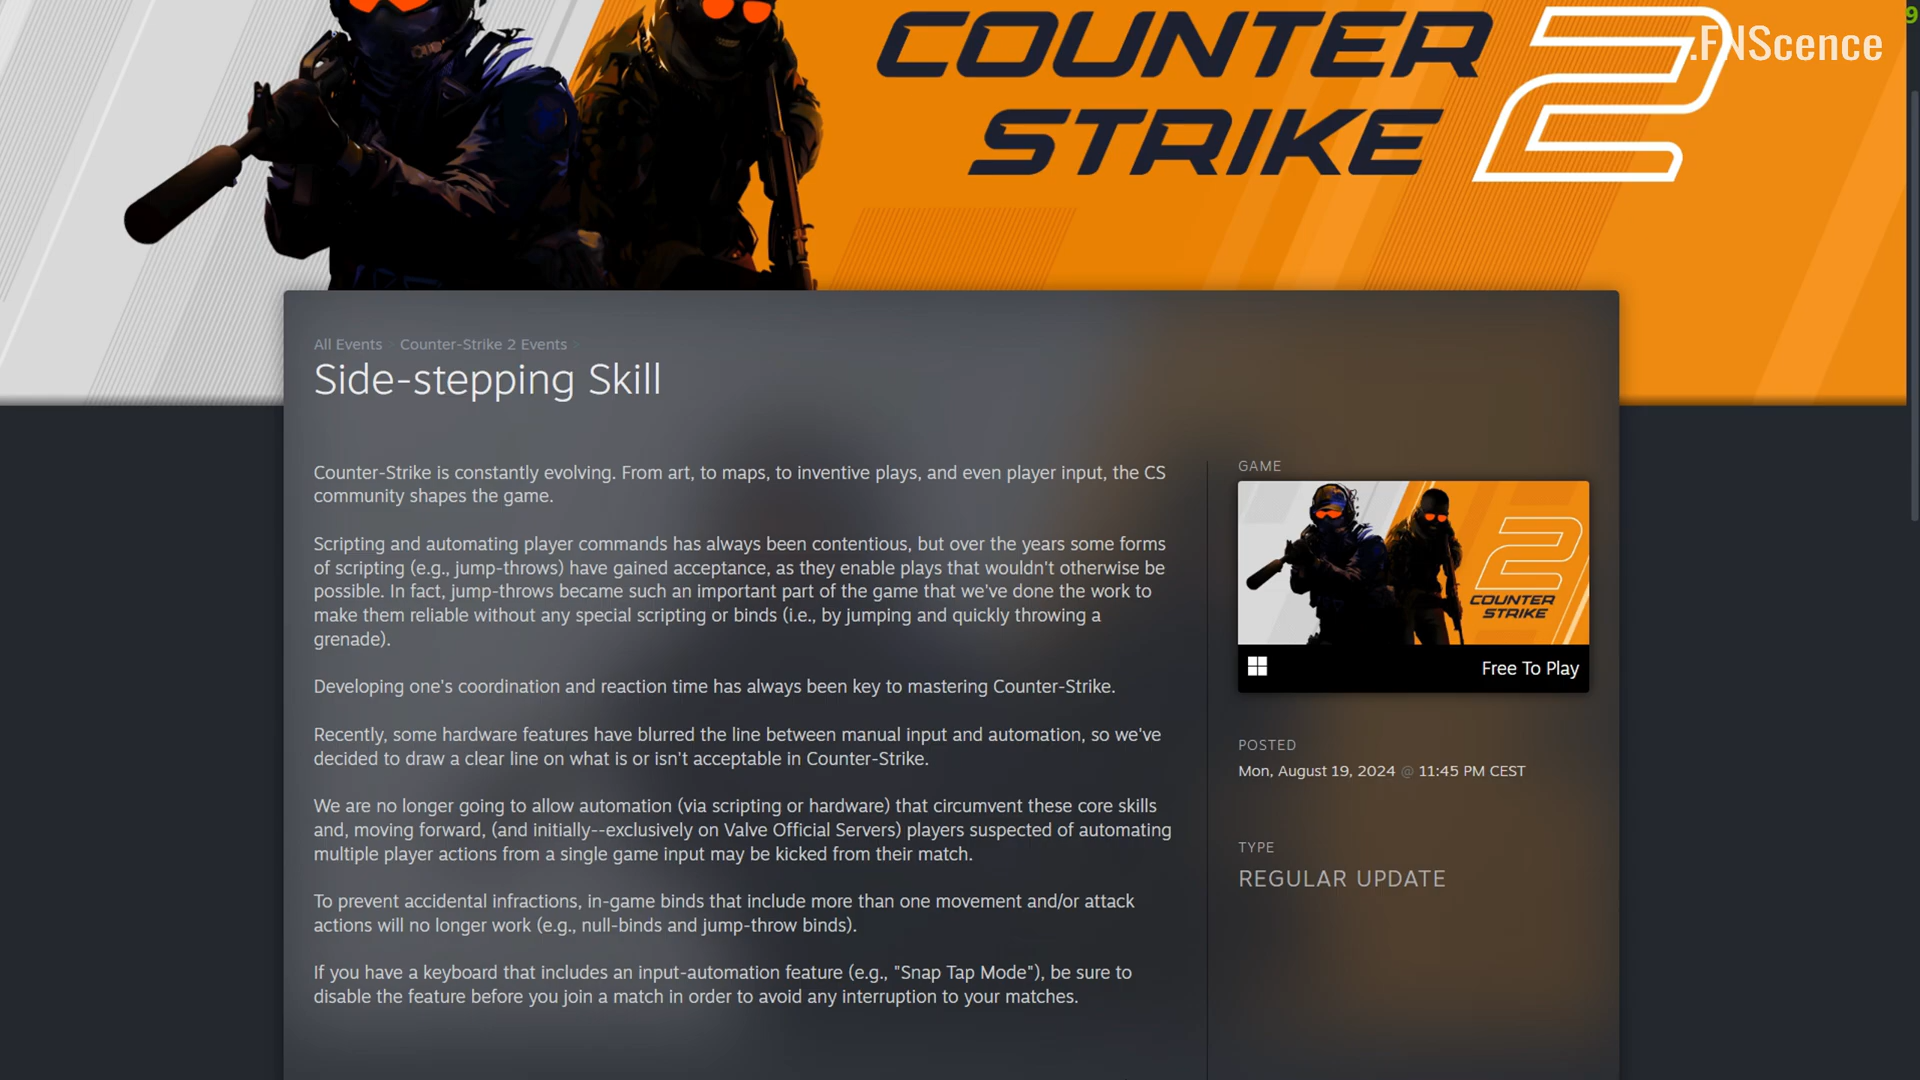 9
COUNTER
STRIKE 2
.FNScence
All Events > Counter-Strike 2 Events >
Side-stepping Skill
Counter-Strike is constantly evolving. From art, to maps, to inventive plays, and even player input, the CS
community shapes the game.
Scripting and automating player commands has always been contentious, but over the years some forms
of scripting (e.g., jump-throws) have gained acceptance, as they enable plays that wouldn't otherwise be
possible. In fact, jump-throws became such an important part of the game that we've done the work to
make them reliable without any special scripting or binds (i.e., by jumping and quickly throwing a
grenade).
Developing one's coordination and reaction time has always been key to mastering Counter-Strike.
Recently, some hardware features have blurred the line between manual input and automation, so we've
decided to draw a clear line on what is or isn't acceptable in Counter-Strike.
We are no longer going to allow automation (via scripting or hardware) that circumvent these core skills
and, moving forward, (and initially--exclusively on Valve Official Servers) players suspected of automating
multiple player actions from a single game input may be kicked from their match.
To prevent accidental infractions, in-game binds that include more than one movement and/or attack
actions will no longer work (e.g., null-binds and jump-throw binds).
If you have a keyboard that includes an input-automation feature (e.g., "Snap Tap Mode"), be sure to
disable the feature before you join a match in order to avoid any interruption to your matches.
GAME
2
COUNTER
STRIKE
Free To Play
POSTED
Mon, August 19, 2024 @ 11:45 PM CEST
TYPE
REGULAR UPDATE